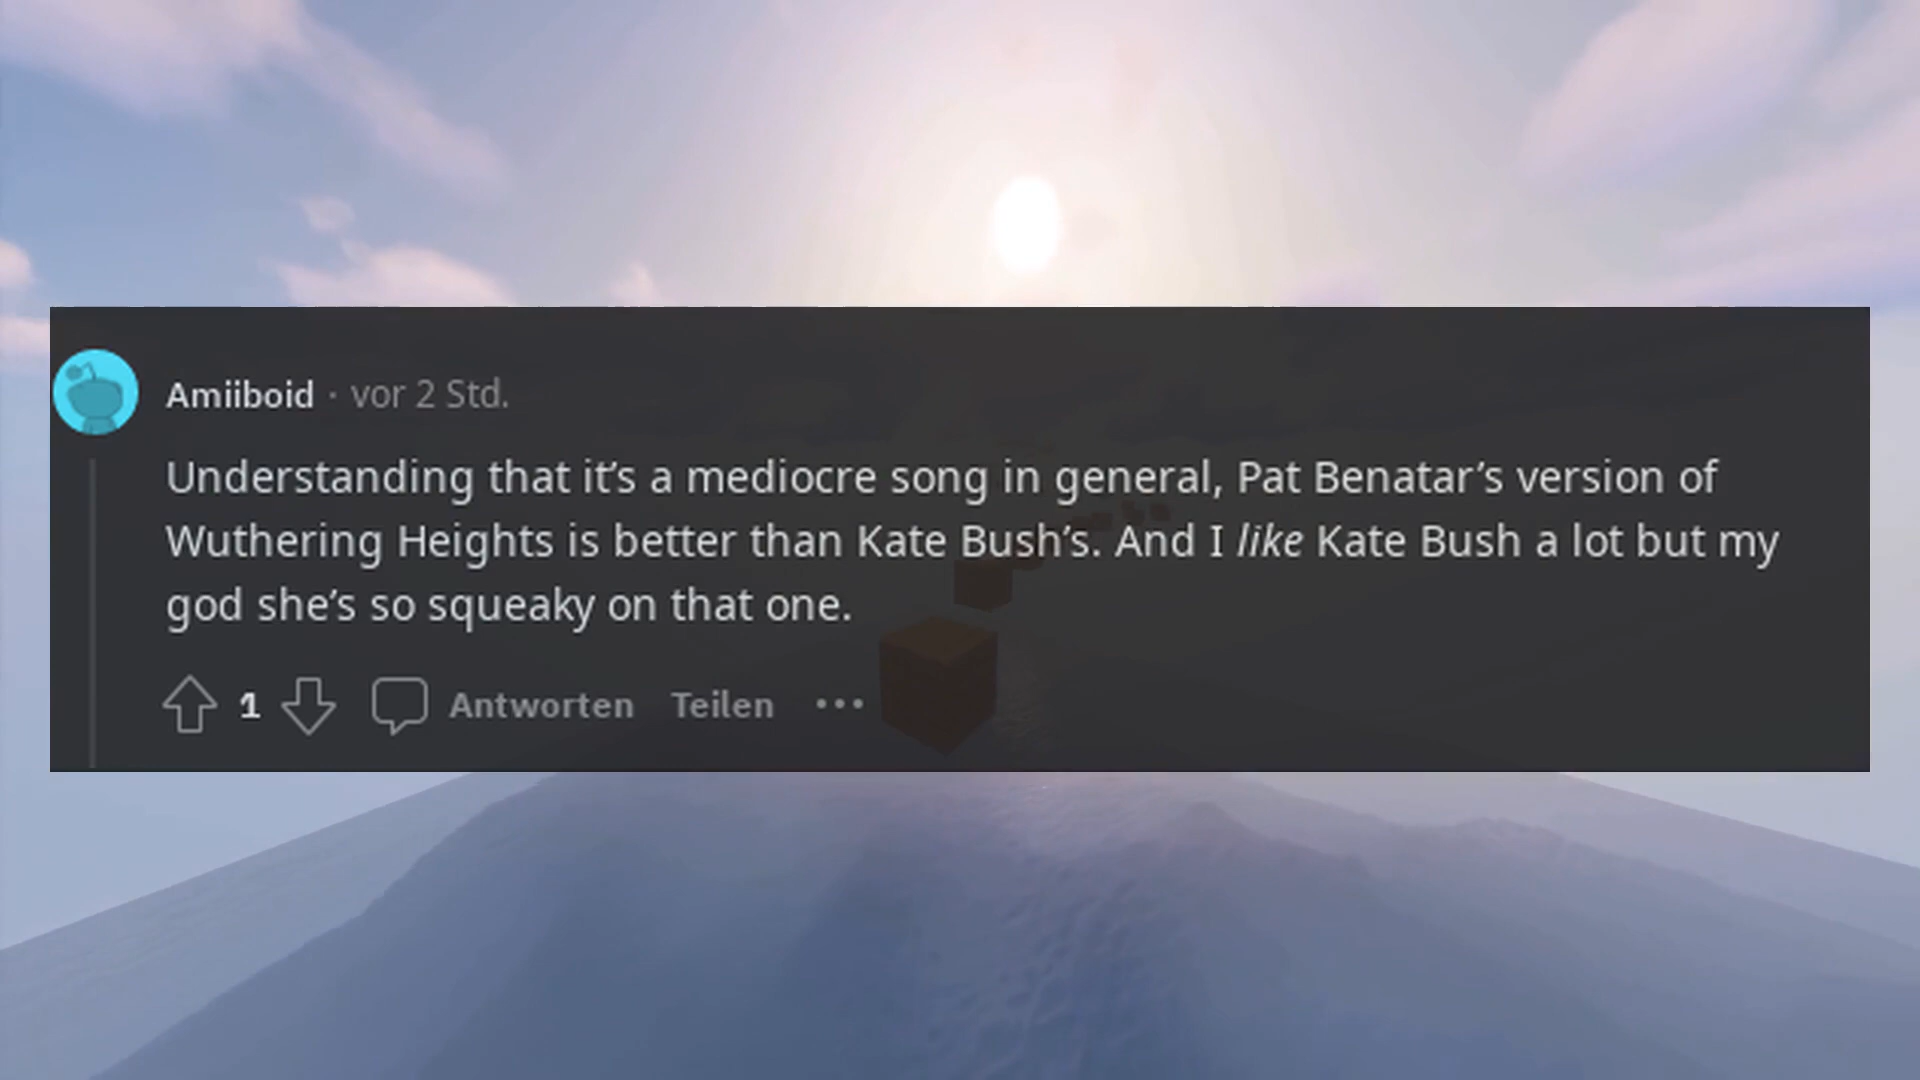 Amiiboid · vor 2 Std.
Understanding that it’s a mediocre song in general, Pat Benatar’s version of
Wuthering Heights is better than Kate Bush’s. And I like Kate Bush a lot but my
god she’s so squeaky on that one.
1 Antworten Teilen •••